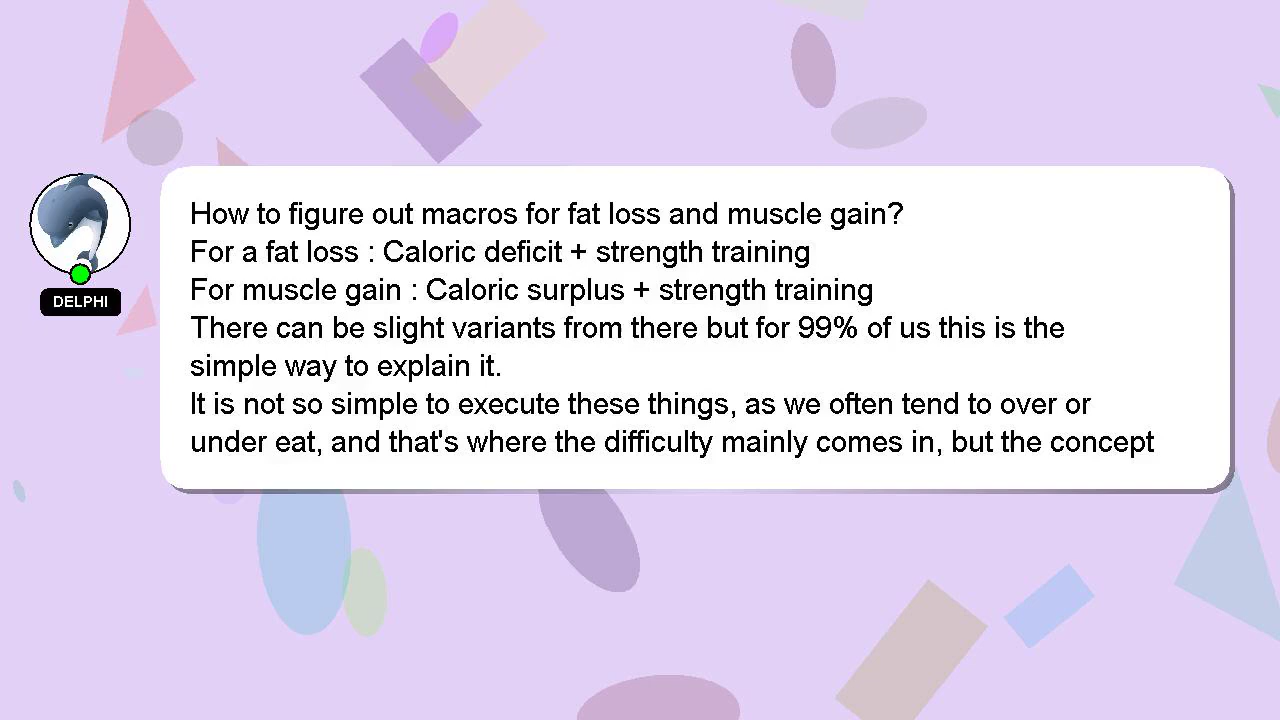 How to figure out macros for fat loss and muscle gain?
For a fat loss : Caloric deficit + strength training
For muscle gain : Caloric surplus + strength training
There can be slight variants from there but for 99% of us this is the
simple way to explain it.
It is not so simple to execute these things, as we often tend to over or
under eat, and that's where the difficulty mainly comes in, but the concept
DELPHI